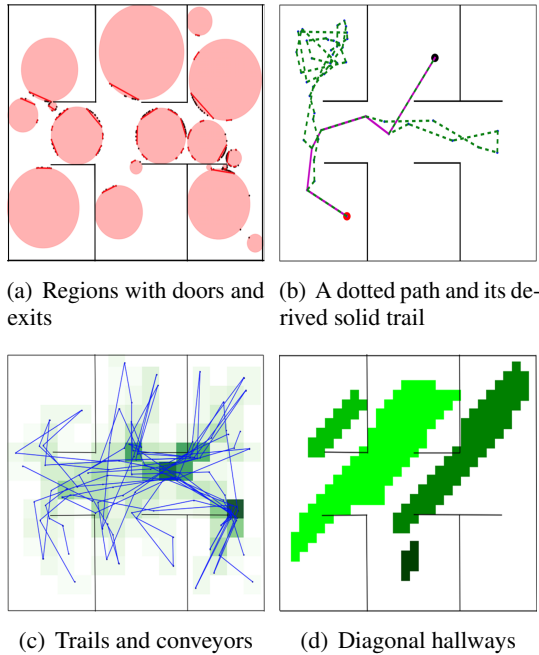 (a) Regions with doors and
exits
(b) A dotted path and its de-
rived solid trail
(c) Trails and conveyors
(d) Diagonal hallways